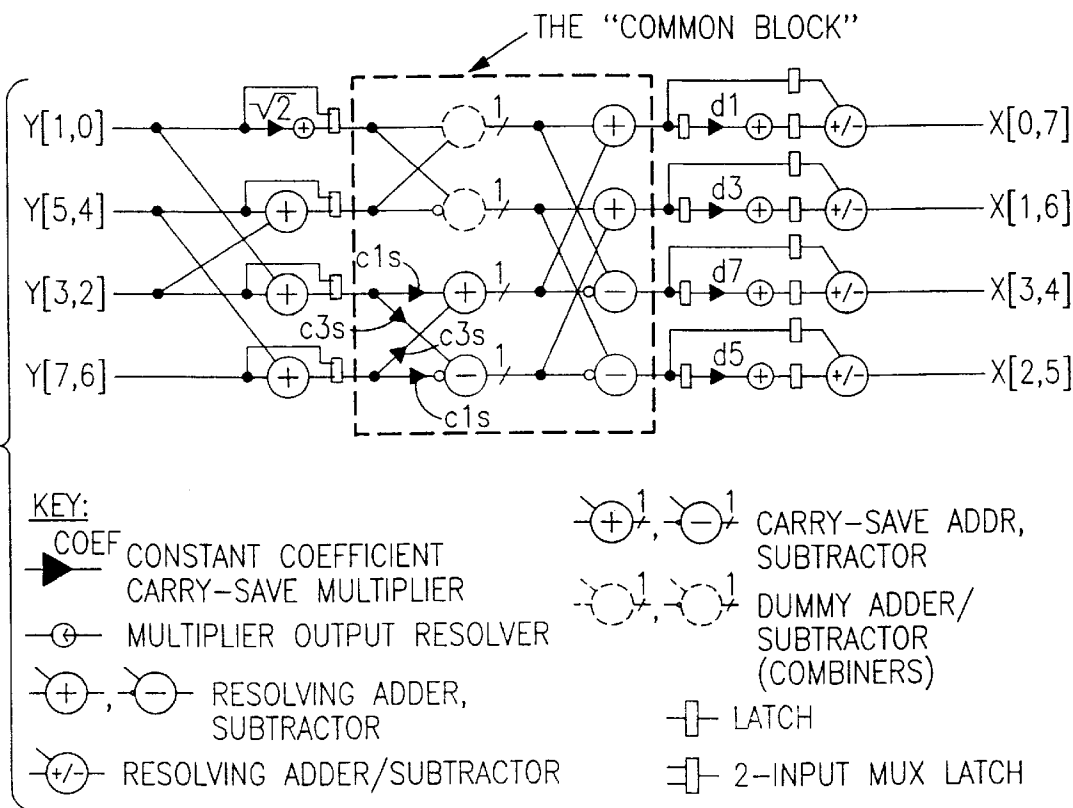 THE “COMMON BLOCK”
Y[1,0]
√2
+
1
+
d1
+
+/-
X[0,7]
Y[5,4]
+
1
+
d3
+
+/-
X[1,6]
c1s
Y[3,2]
+
+
1
−
d7
+
+/-
X[3,4]
c3s
c3s
Y[7,6]
+
−
1
−
d5
+
+/-
X[2,5]
c1s
KEY:
COEF CONSTANT COEFFICIENT
CARRY-SAVE MULTIPLIER
MULTIPLIER OUTPUT RESOLVER
+ , − RESOLVING ADDER,
SUBTRACTOR
+/- RESOLVING ADDER/SUBTRACTOR
+ 1 , − 1 CARRY-SAVE ADDR,
SUBTRACTOR
1 , 1 DUMMY ADDER/
SUBTRACTOR
(COMBINERS)
LATCH
2-INPUT MUX LATCH